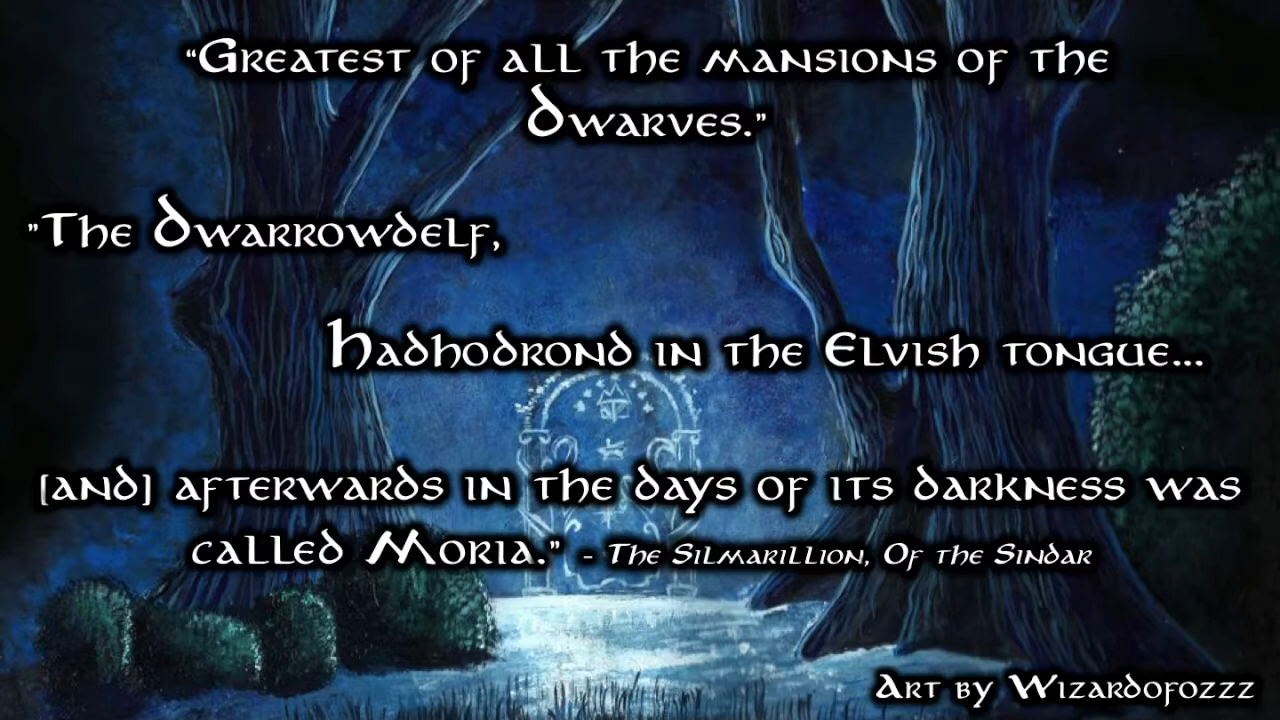 "Greatest of all the mansions of the
Dwarves."
"The Dwarrowdelf,
Hadhodrond in the Elvish tongue...
[and] afterwards in the days of its darkness was
called Moria." - The Silmarillion, Of the Sindar
Art by Wizardofozzz